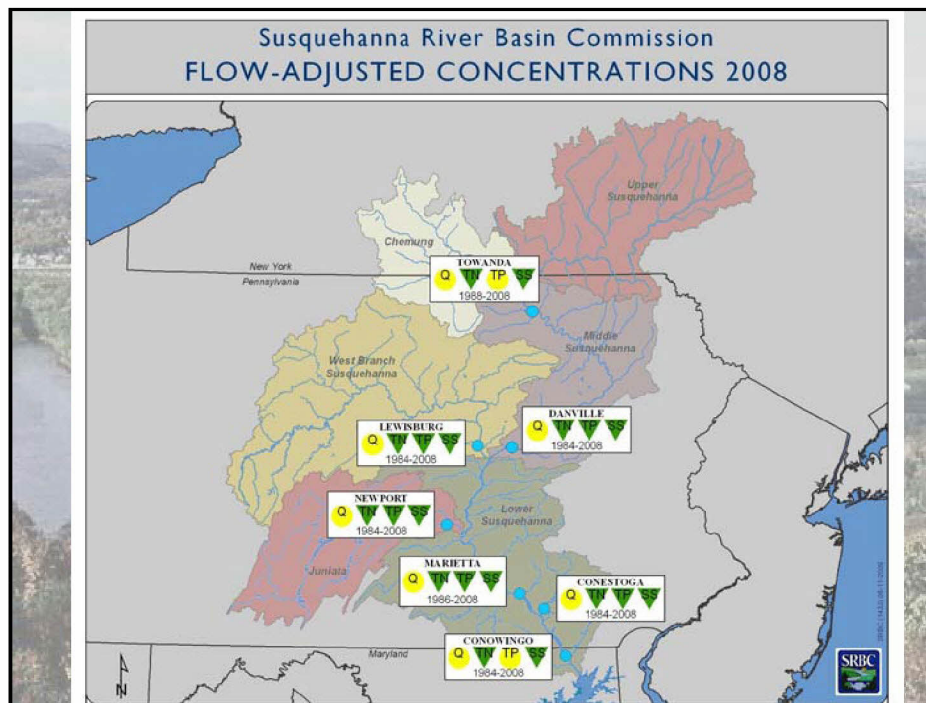 Susquehanna River Basin Commission
FLOW-ADJUSTED CONCENTRATIONS 2008
Upper
Susquehanna
Chemung
New York
Pennsylvania
TOWANDA
Q TN TP SS
1988-2008
Middle
Susquehanna
West Branch
Susquehanna
LEWISBURG
Q TN TP SS
1984-2008
DANVILLE
Q TN TP SS
1984-2008
NEWPORT
Q TN TP SS
1984-2008
Lower
Susquehanna
Juniata
MARIETTA
Q TN TP SS
1986-2008
CONESTOGA
Q TN TP SS
1984-2008
CONOWINGO
Q TN TP SS
1984-2008
Maryland
N
SRBC